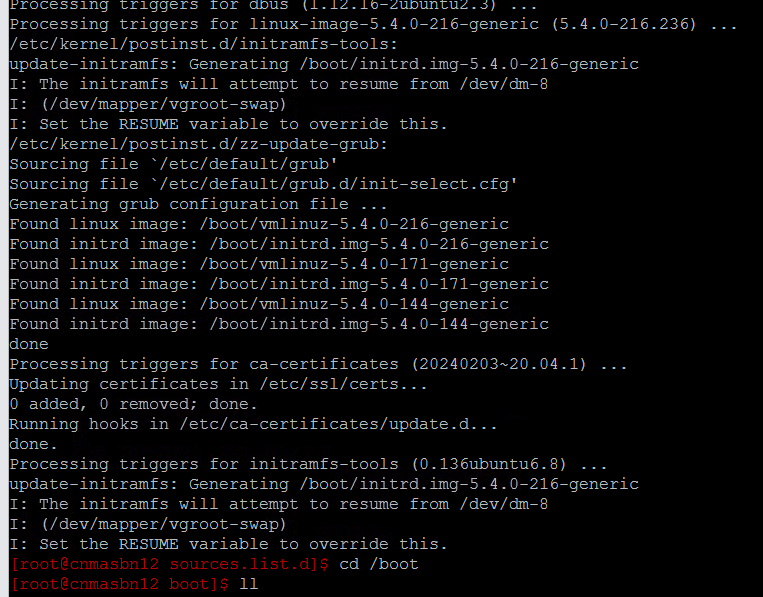 Processing triggers for dbus (1.12.16-2ubuntu2.3) ...
Processing triggers for linux-image-5.4.0-216-generic (5.4.0-216.236) ...
/etc/kernel/postinst.d/initramfs-tools:
update-initramfs: Generating /boot/initrd.img-5.4.0-216-generic
I: The initramfs will attempt to resume from /dev/dm-8
I: (/dev/mapper/vgroot-swap)
I: Set the RESUME variable to override this.
/etc/kernel/postinst.d/zz-update-grub:
Sourcing file `/etc/default/grub'
Sourcing file `/etc/default/grub.d/init-select.cfg'
Generating grub configuration file ...
Found linux image: /boot/vmlinuz-5.4.0-216-generic
Found initrd image: /boot/initrd.img-5.4.0-216-generic
Found linux image: /boot/vmlinuz-5.4.0-171-generic
Found initrd image: /boot/initrd.img-5.4.0-171-generic
Found linux image: /boot/vmlinuz-5.4.0-144-generic
Found initrd image: /boot/initrd.img-5.4.0-144-generic
done
Processing triggers for ca-certificates (20240203~20.04.1) ...
Updating certificates in /etc/ssl/certs...
0 added, 0 removed; done.
Running hooks in /etc/ca-certificates/update.d...
done.
Processing triggers for initramfs-tools (0.136ubuntu6.8) ...
update-initramfs: Generating /boot/initrd.img-5.4.0-216-generic
I: The initramfs will attempt to resume from /dev/dm-8
I: (/dev/mapper/vgroot-swap)
I: Set the RESUME variable to override this.
[root@cnmasbn12 sources.list.d]$ cd /boot
[root@cnmasbn12 boot]$ ll